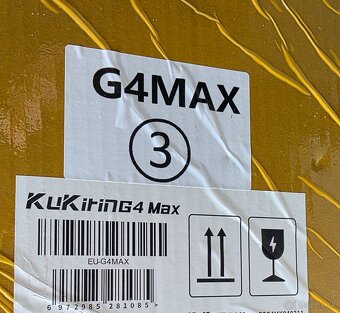 G4MAX
3
KuKirinG4 Max
EU-G4MAX
6 972985 281085 >